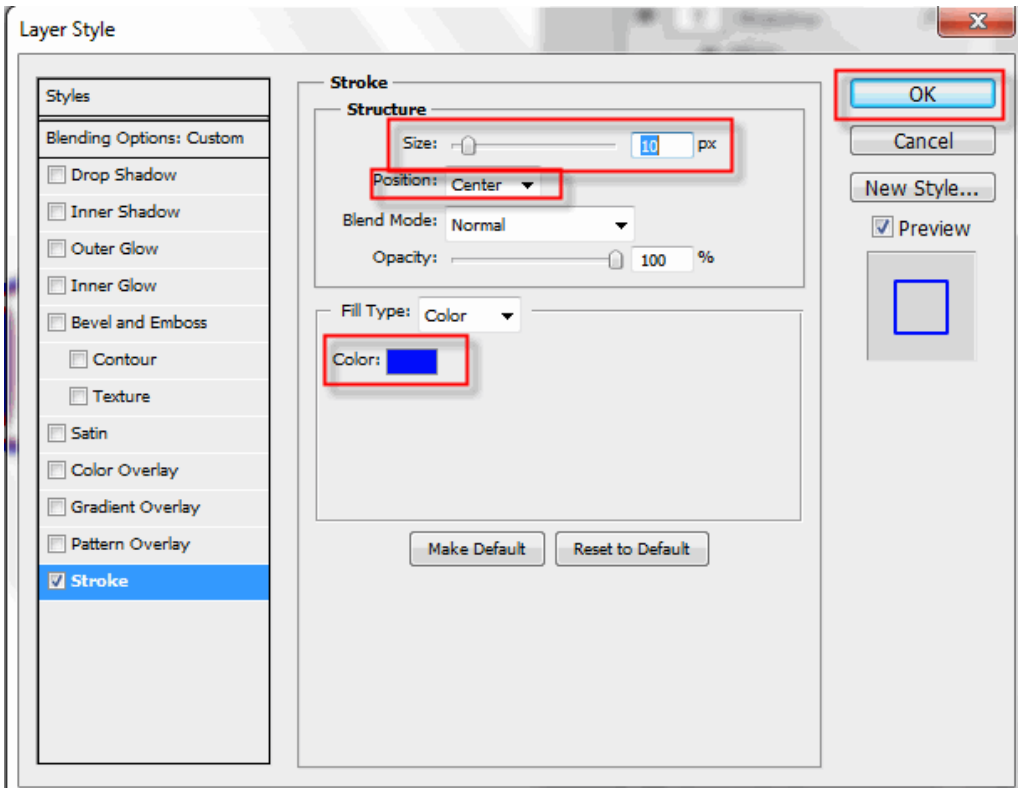 Layer Style
Styles
Blending Options: Custom
Drop Shadow
Inner Shadow
Outer Glow
Inner Glow
Bevel and Emboss
Contour
Texture
Satin
Color Overlay
Gradient Overlay
Pattern Overlay
Stroke
Stroke
Structure
Size: 10 px
Position: Center
Blend Mode: Normal
Opacity: 100 %
Fill Type: Color
Color:
Make Default Reset to Default
OK
Cancel
New Style...
Preview